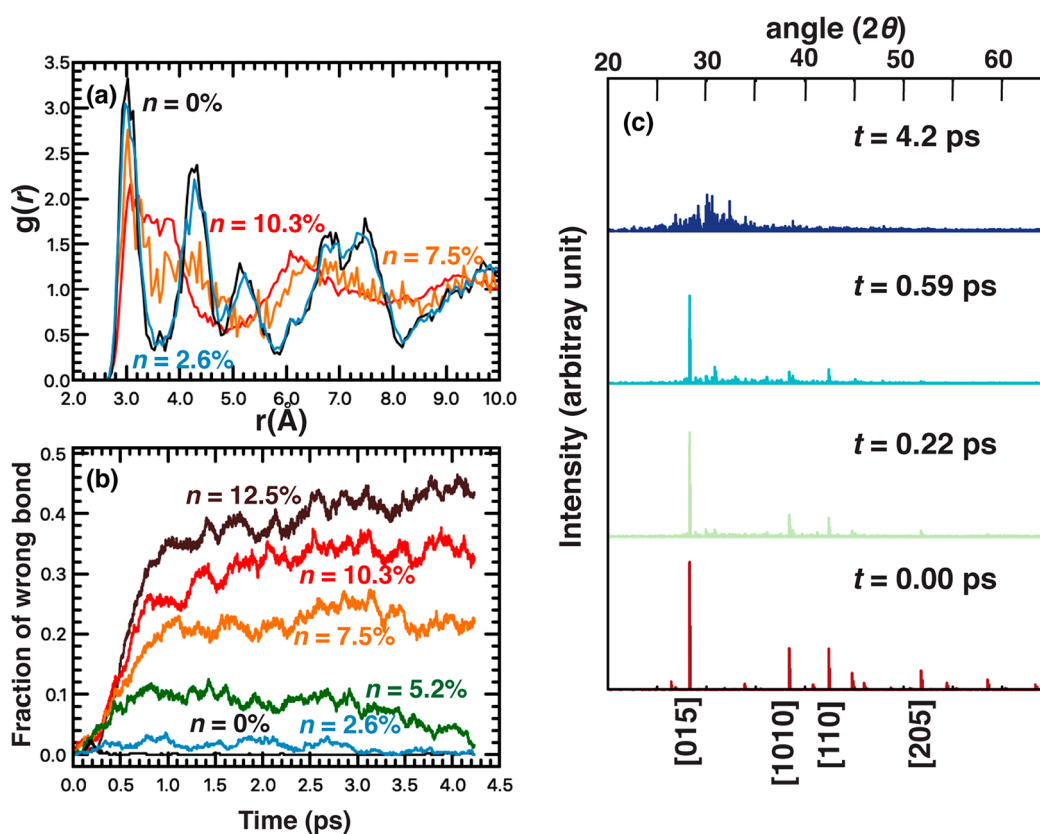 (a)
n = 0%
n = 10.3%
n = 7.5%
n = 2.6%
g(r)
3.5
3.0
2.5
2.0
1.5
1.0
0.5
0.0
2.0 3.0 4.0 5.0 6.0 7.0 8.0 9.0 10.0
r(Å)
(b)
n = 12.5%
n = 10.3%
n = 7.5%
n = 5.2%
n = 0%
n = 2.6%
Fraction of wrong bond
0.5
0.4
0.3
0.2
0.1
0.0
0.0 0.5 1.0 1.5 2.0 2.5 3.0 3.5 4.0 4.5
Time (ps)
angle (2θ)
20 30 40 50 60
(c)
t = 4.2 ps
t = 0.59 ps
t = 0.22 ps
t = 0.00 ps
Intensity (arbitray unit)
[015]
[1010]
[110]
[205]